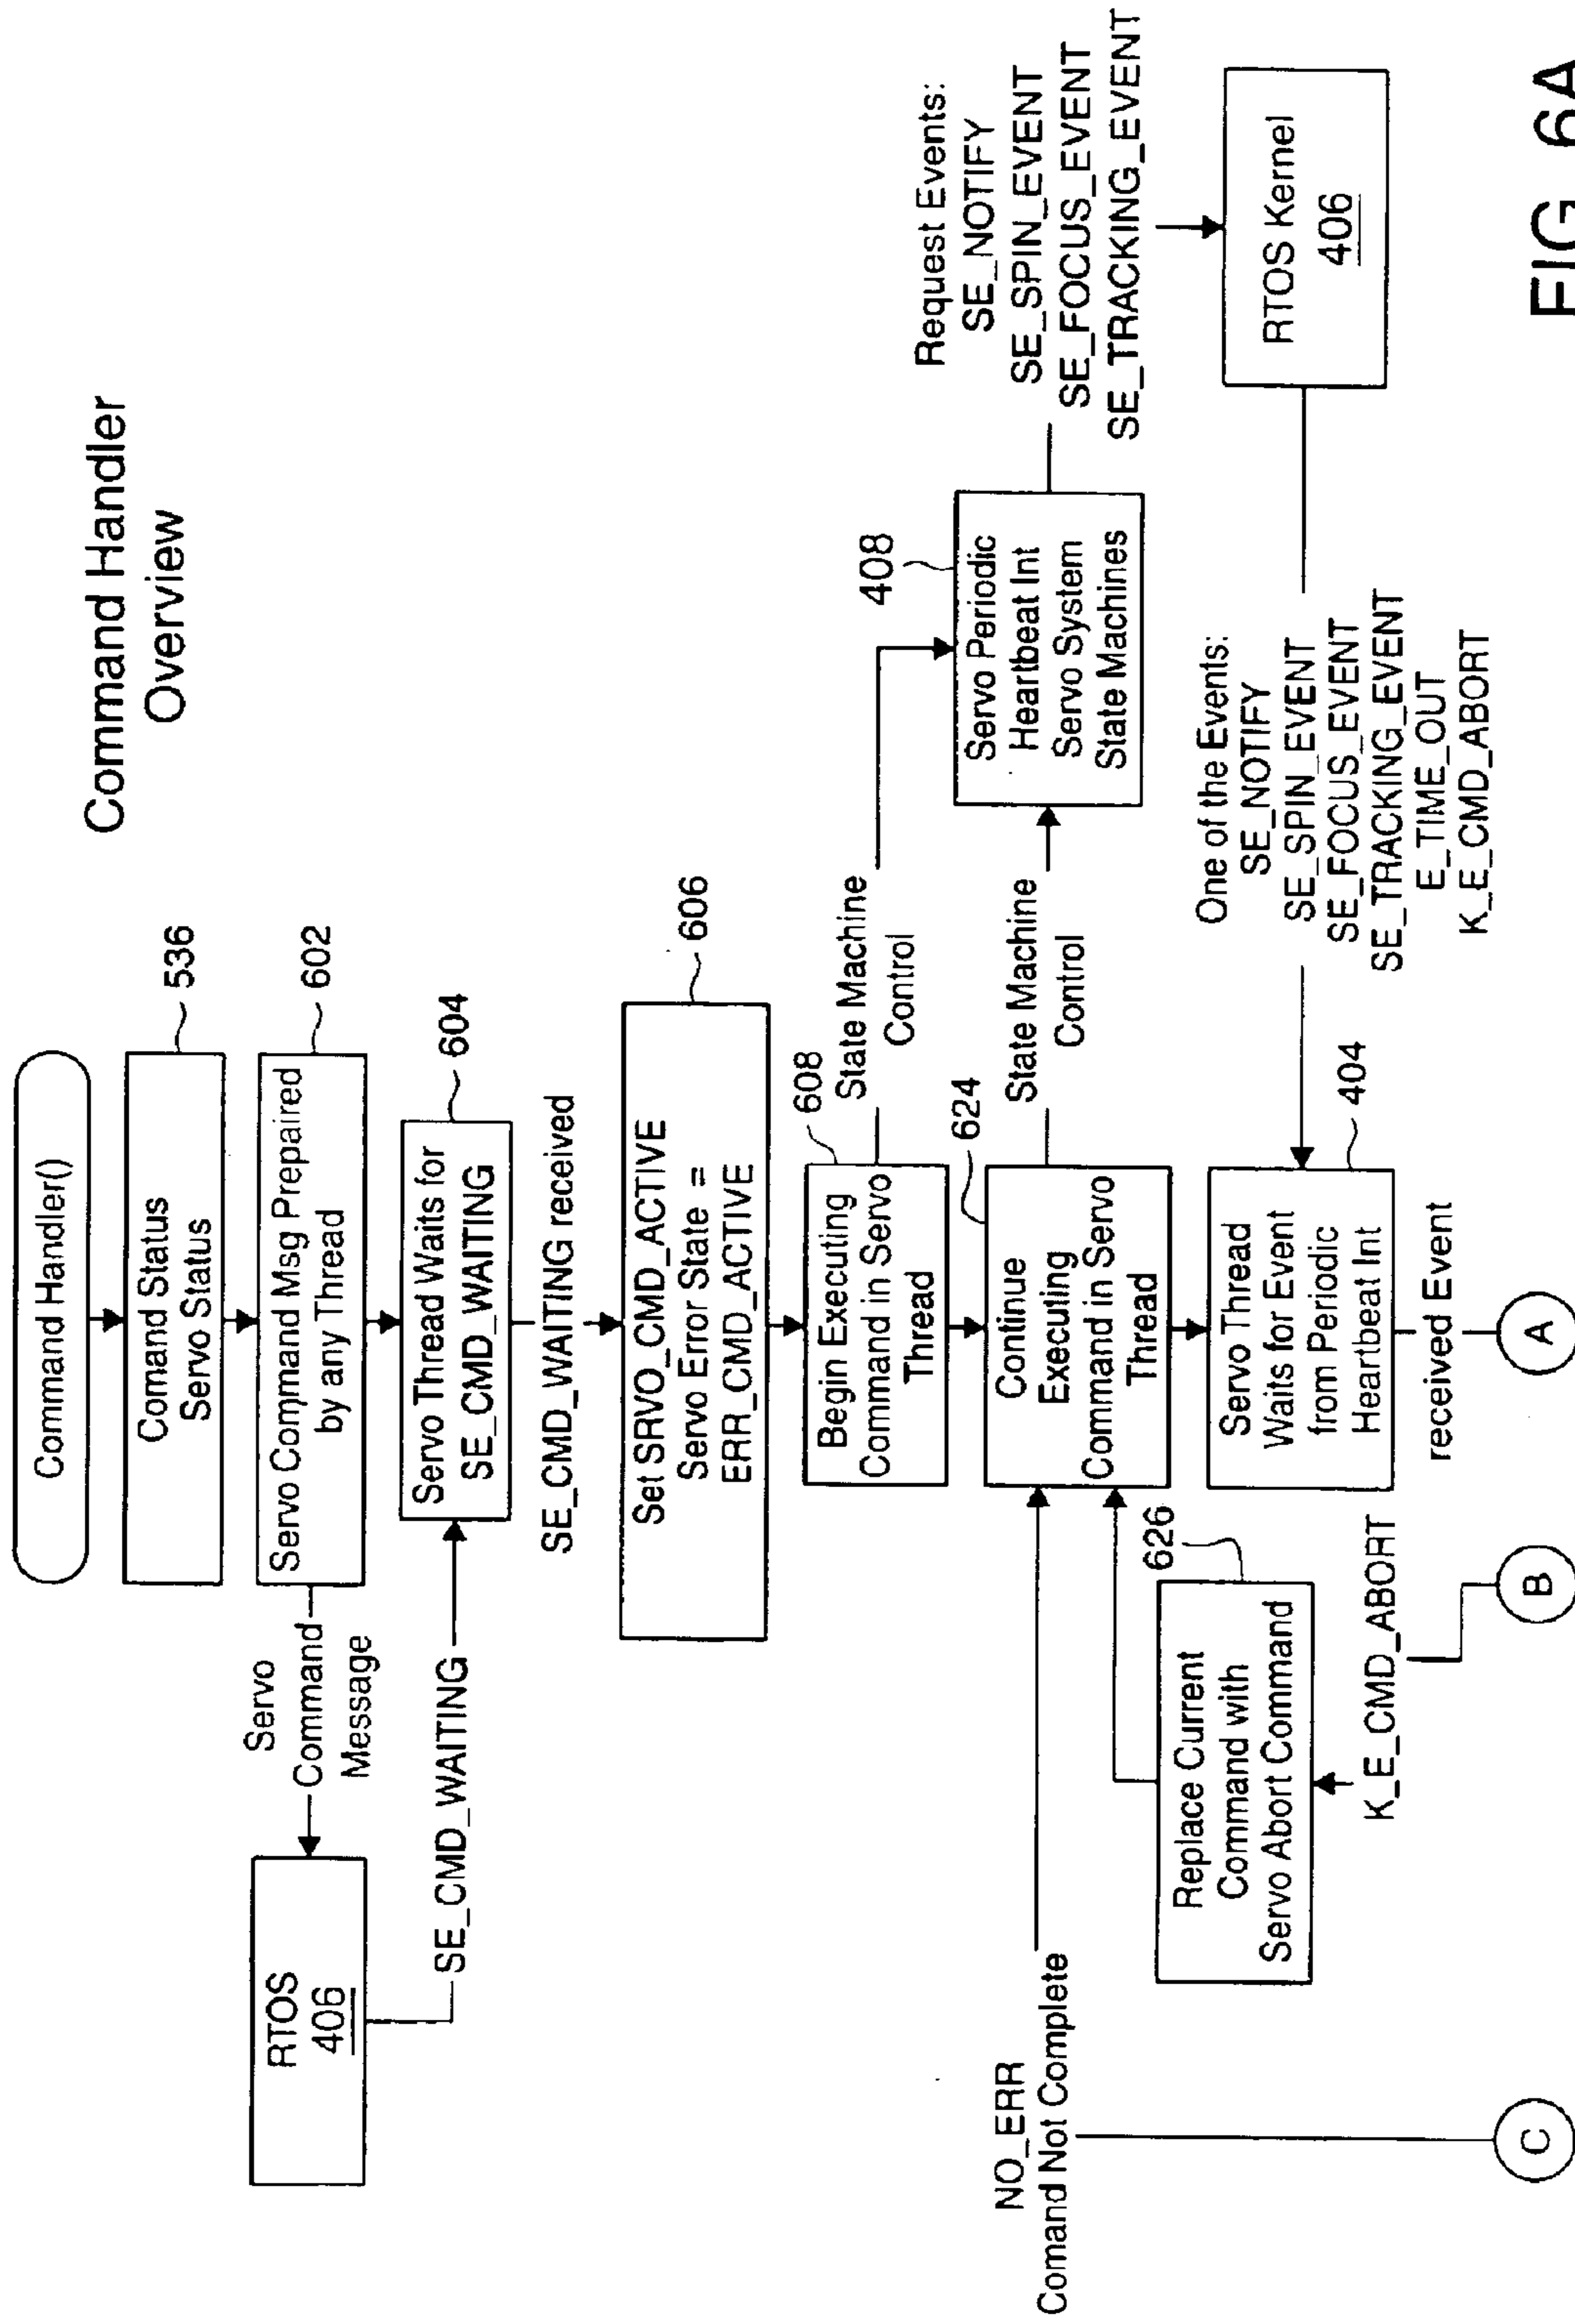 Command Handler
Overview
Command Handler()
Comand Status
Servo Status
536
Servo Command Msg Prepaired
by any Thread
602
Servo
Command
Message
RTOS
406
Servo Thread Waits for
SE_CMD_WAITING
604
SE_CMD_WAITING
SE_CMD_WAITING received
Set SRVO_CMD_ACTIVE
Servo Error State =
ERR_CMD_ACTIVE
606
Begin Executing
Command in Servo
Thread
608
State Machine
Control
408
Servo Periodic
Heartbeat Int
Servo System
State Machines
Request Events:
SE_NOTIFY
SE_SPIN_EVENT
SE_FOCUS_EVENT
SE_TRACKING_EVENT
624
Continue
Executing
Command in Servo
Thread
State Machine
Control
NO_ERR
Comand Not Complete
RTOS Kernel
406
One of the Events:
SE_NOTIFY
SE_SPIN_EVENT
SE_FOCUS_EVENT
SE_TRACKING_EVENT
E_TIME_OUT
K_E_CMD_ABORT
626
Replace Current
Command with
Servo Abort Command
K_E_CMD_ABORT
Servo Thread
Waits for Event
from Periodic
Heartbeat Int
404
received Event
C
B
A
FIG. 6A